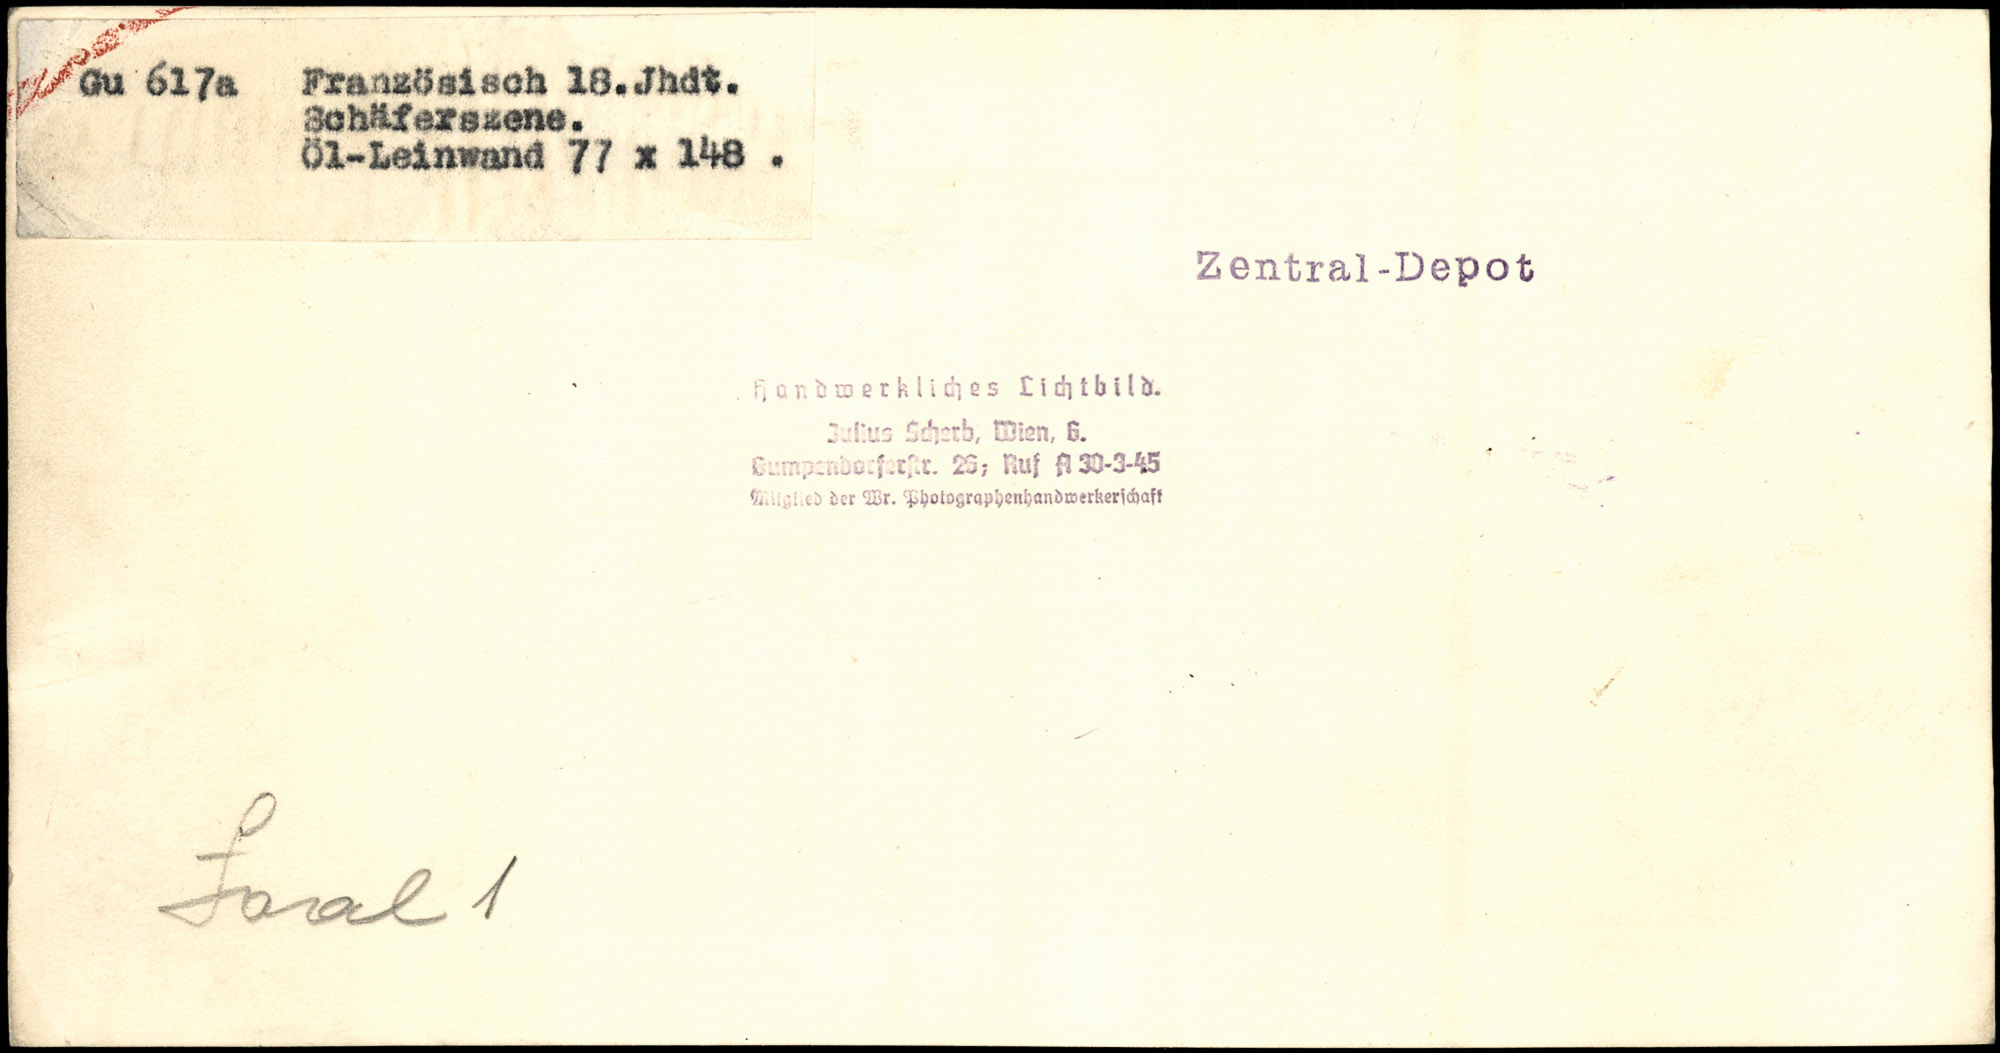 Gu 617a Französisch 18.Jhdt.
Schäferszene.
Öl-Leinwand 77 x 148 .
Zentral-Depot
Handwerkliches Lichtbild.
Julius Scherb, Wien, 6.
Gumpendorferstr. 26; Ruf A 30-3-45
Mitglied der Wr. Photographenhandwerkerschaft
1